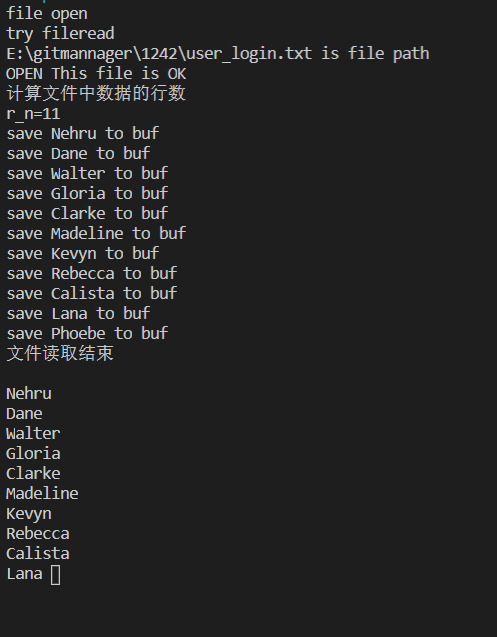 file open
try fileread
E:\gitmannager\1242\user_login.txt is file path
OPEN This file is OK
计算文件中数据的行数
r_n=11
save Nehru to buf
save Dane to buf
save Walter to buf
save Gloria to buf
save Clarke to buf
save Madeline to buf
save Kevyn to buf
save Rebecca to buf
save Calista to buf
save Lana to buf
save Phoebe to buf
文件读取结束
Nehru
Dane
Walter
Gloria
Clarke
Madeline
Kevyn
Rebecca
Calista
Lana